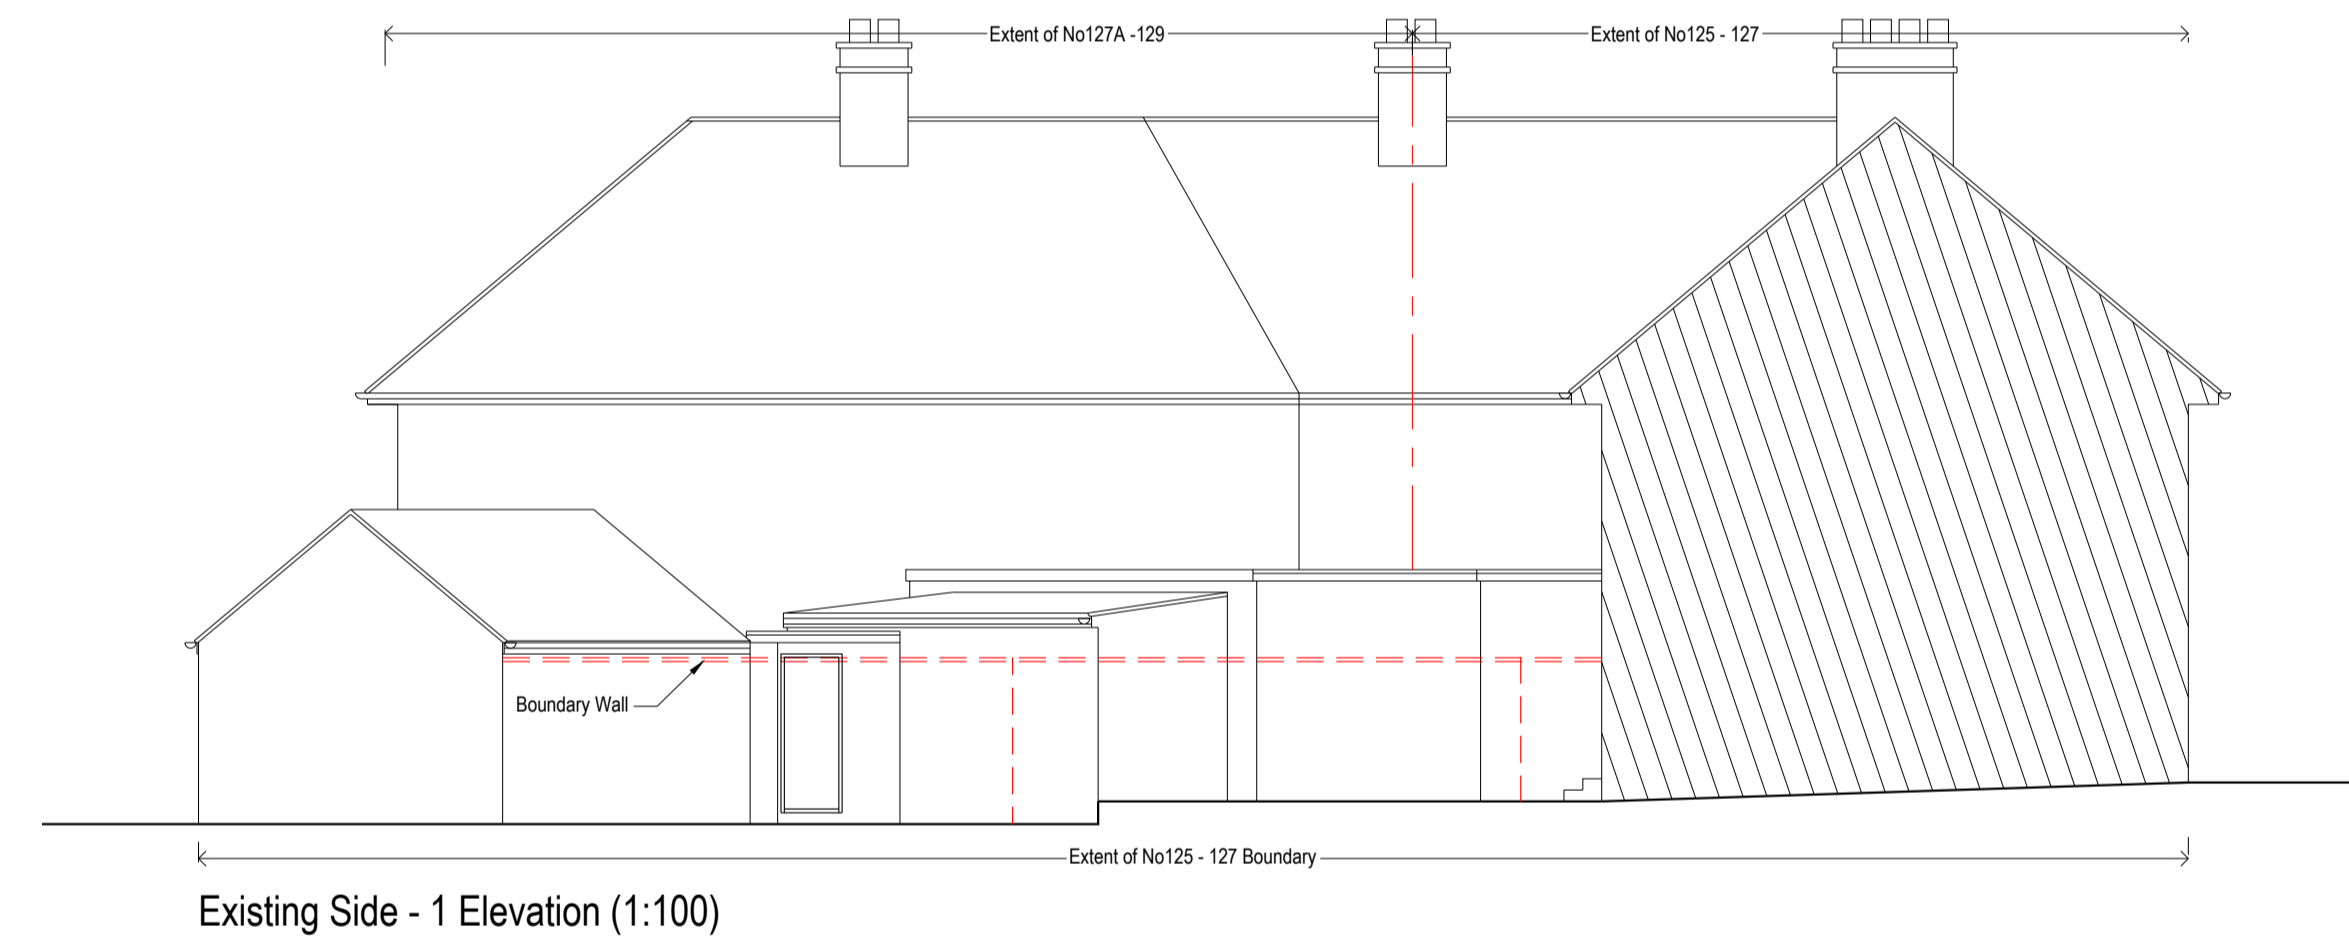 Extent of No127A -129
Extent of No125 - 127
Boundary Wall
Extent of No125 - 127 Boundary
Existing Side - 1 Elevation (1:100)